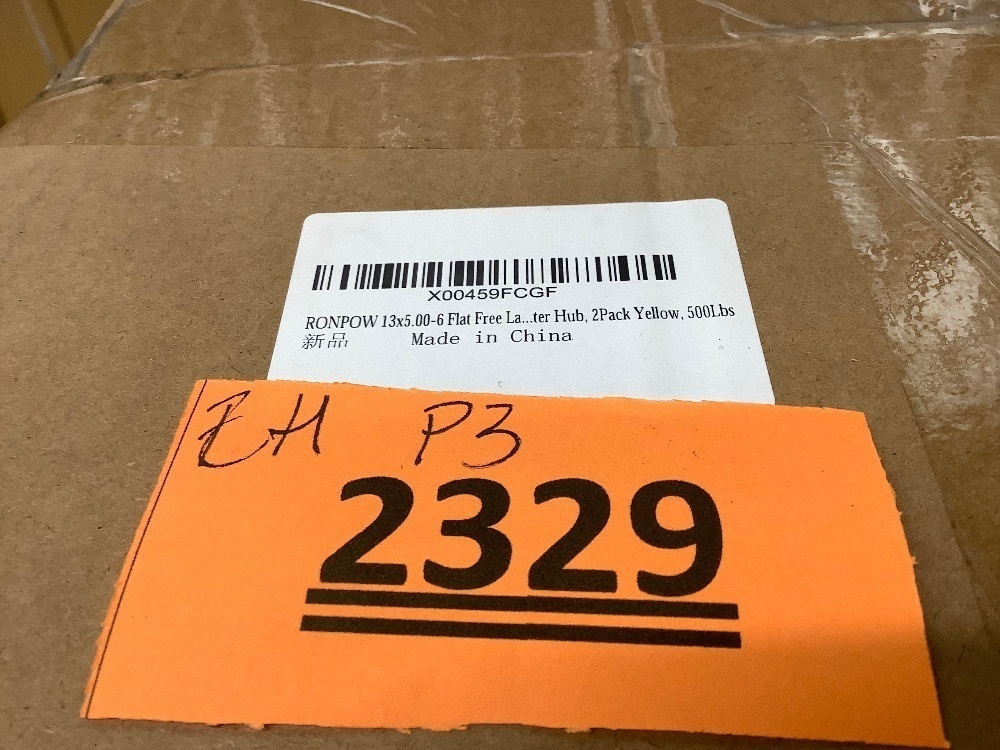 X00459FCGF
RONPOW 13x5.00-6 Flat Free La...ter Hub, 2Pack Yellow, 500Lbs
新品 Made in China
EH P3
2329